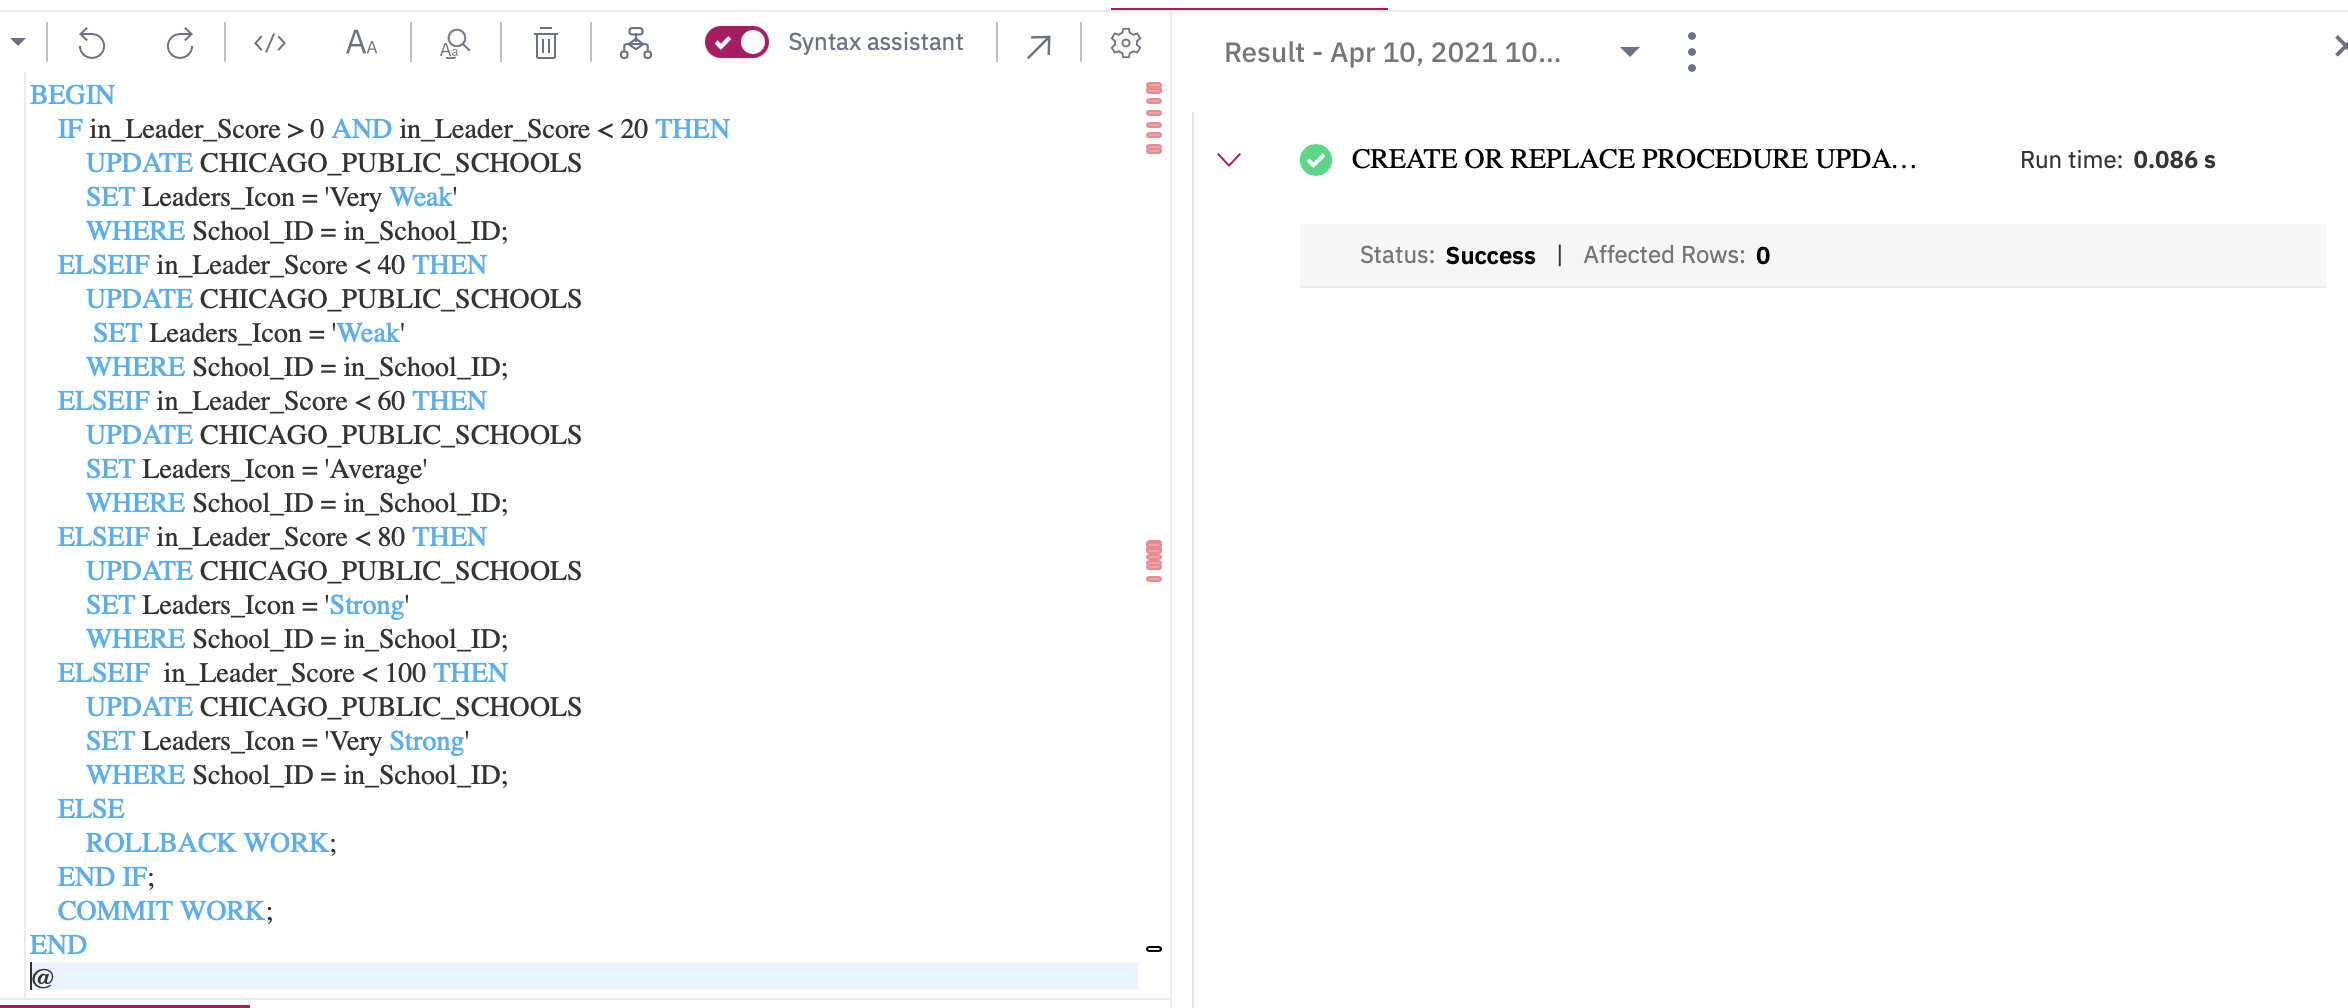 Syntax assistant
BEGIN
IF in_Leader_Score > 0 AND in_Leader_Score < 20 THEN
UPDATE CHICAGO_PUBLIC_SCHOOLS
SET Leaders_Icon = 'Very Weak'
WHERE School_ID = in_School_ID;
ELSEIF in_Leader_Score < 40 THEN
UPDATE CHICAGO_PUBLIC_SCHOOLS
SET Leaders_Icon = 'Weak'
WHERE School_ID = in_School_ID;
ELSEIF in_Leader_Score < 60 THEN
UPDATE CHICAGO_PUBLIC_SCHOOLS
SET Leaders_Icon = 'Average'
WHERE School_ID = in_School_ID;
ELSEIF in_Leader_Score < 80 THEN
UPDATE CHICAGO_PUBLIC_SCHOOLS
SET Leaders_Icon = 'Strong'
WHERE School_ID = in_School_ID;
ELSEIF in_Leader_Score < 100 THEN
UPDATE CHICAGO_PUBLIC_SCHOOLS
SET Leaders_Icon = 'Very Strong'
WHERE School_ID = in_School_ID;
ELSE
ROLLBACK WORK;
END IF;
COMMIT WORK;
END
@
Result - Apr 10, 2021 10...
CREATE OR REPLACE PROCEDURE UPDA... Run time: 0.086 s
Status: Success | Affected Rows: 0